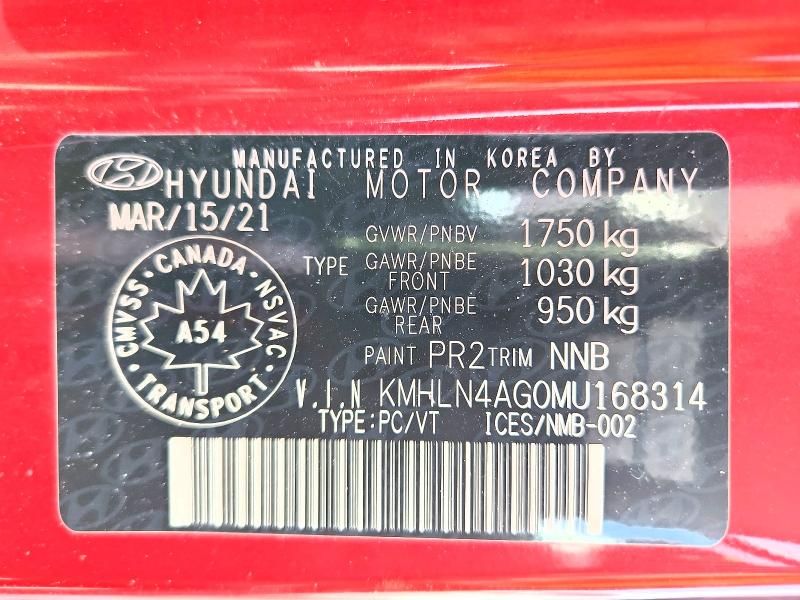 MANUFACTURED IN KOREA BY
HYUNDAI MOTOR COMPANY
MAR/15/21
GVWR/PNBV 1750 kg
TYPE GAWR/PNBE FRONT 1030 kg
GAWR/PNBE REAR 950 kg
PAINT PR2 TRIM NNB
CANADA
CMVSS · NSVAC
A54
TRANSPORT
V.I.N KMHLN4AG0MU168314
TYPE:PC/VT ICES/NMB-002